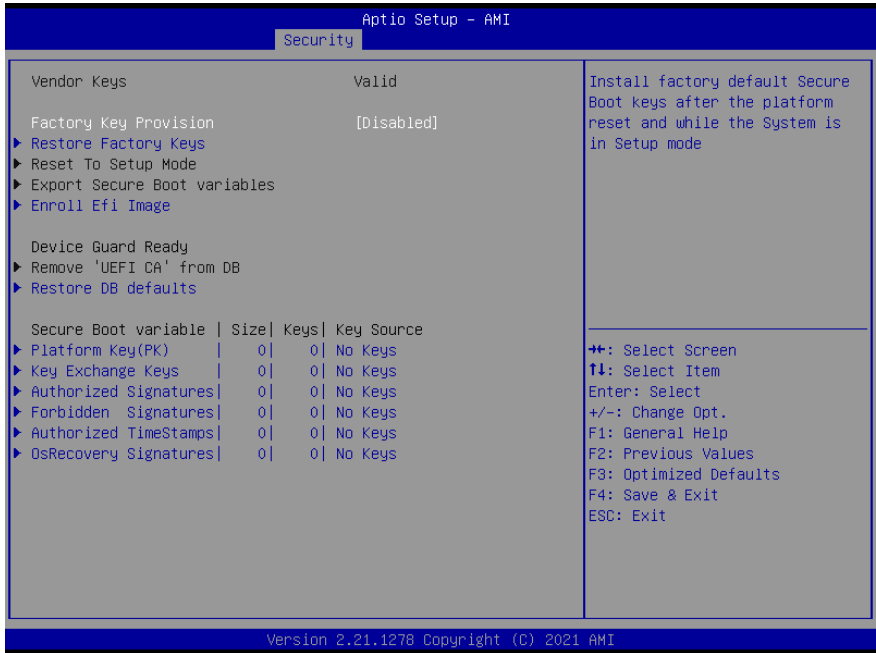 Aptio Setup – AMI
Security
Vendor Keys Valid
Factory Key Provision [Disabled]
Restore Factory Keys
Reset To Setup Mode
Export Secure Boot variables
Enroll Efi Image
Device Guard Ready
Remove 'UEFI CA' from DB
Restore DB defaults
Secure Boot variable | Size| Keys| Key Source
Platform Key(PK) | 0| 0| No Keys
Key Exchange Keys | 0| 0| No Keys
Authorized Signatures| 0| 0| No Keys
Forbidden Signatures| 0| 0| No Keys
Authorized TimeStamps| 0| 0| No Keys
OsRecovery Signatures| 0| 0| No Keys
Install factory default Secure
Boot keys after the platform
reset and while the System is
in Setup mode
→←: Select Screen
↑↓: Select Item
Enter: Select
+/-: Change Opt.
F1: General Help
F2: Previous Values
F3: Optimized Defaults
F4: Save & Exit
ESC: Exit
Version 2.21.1278 Copyright (C) 2021 AMI